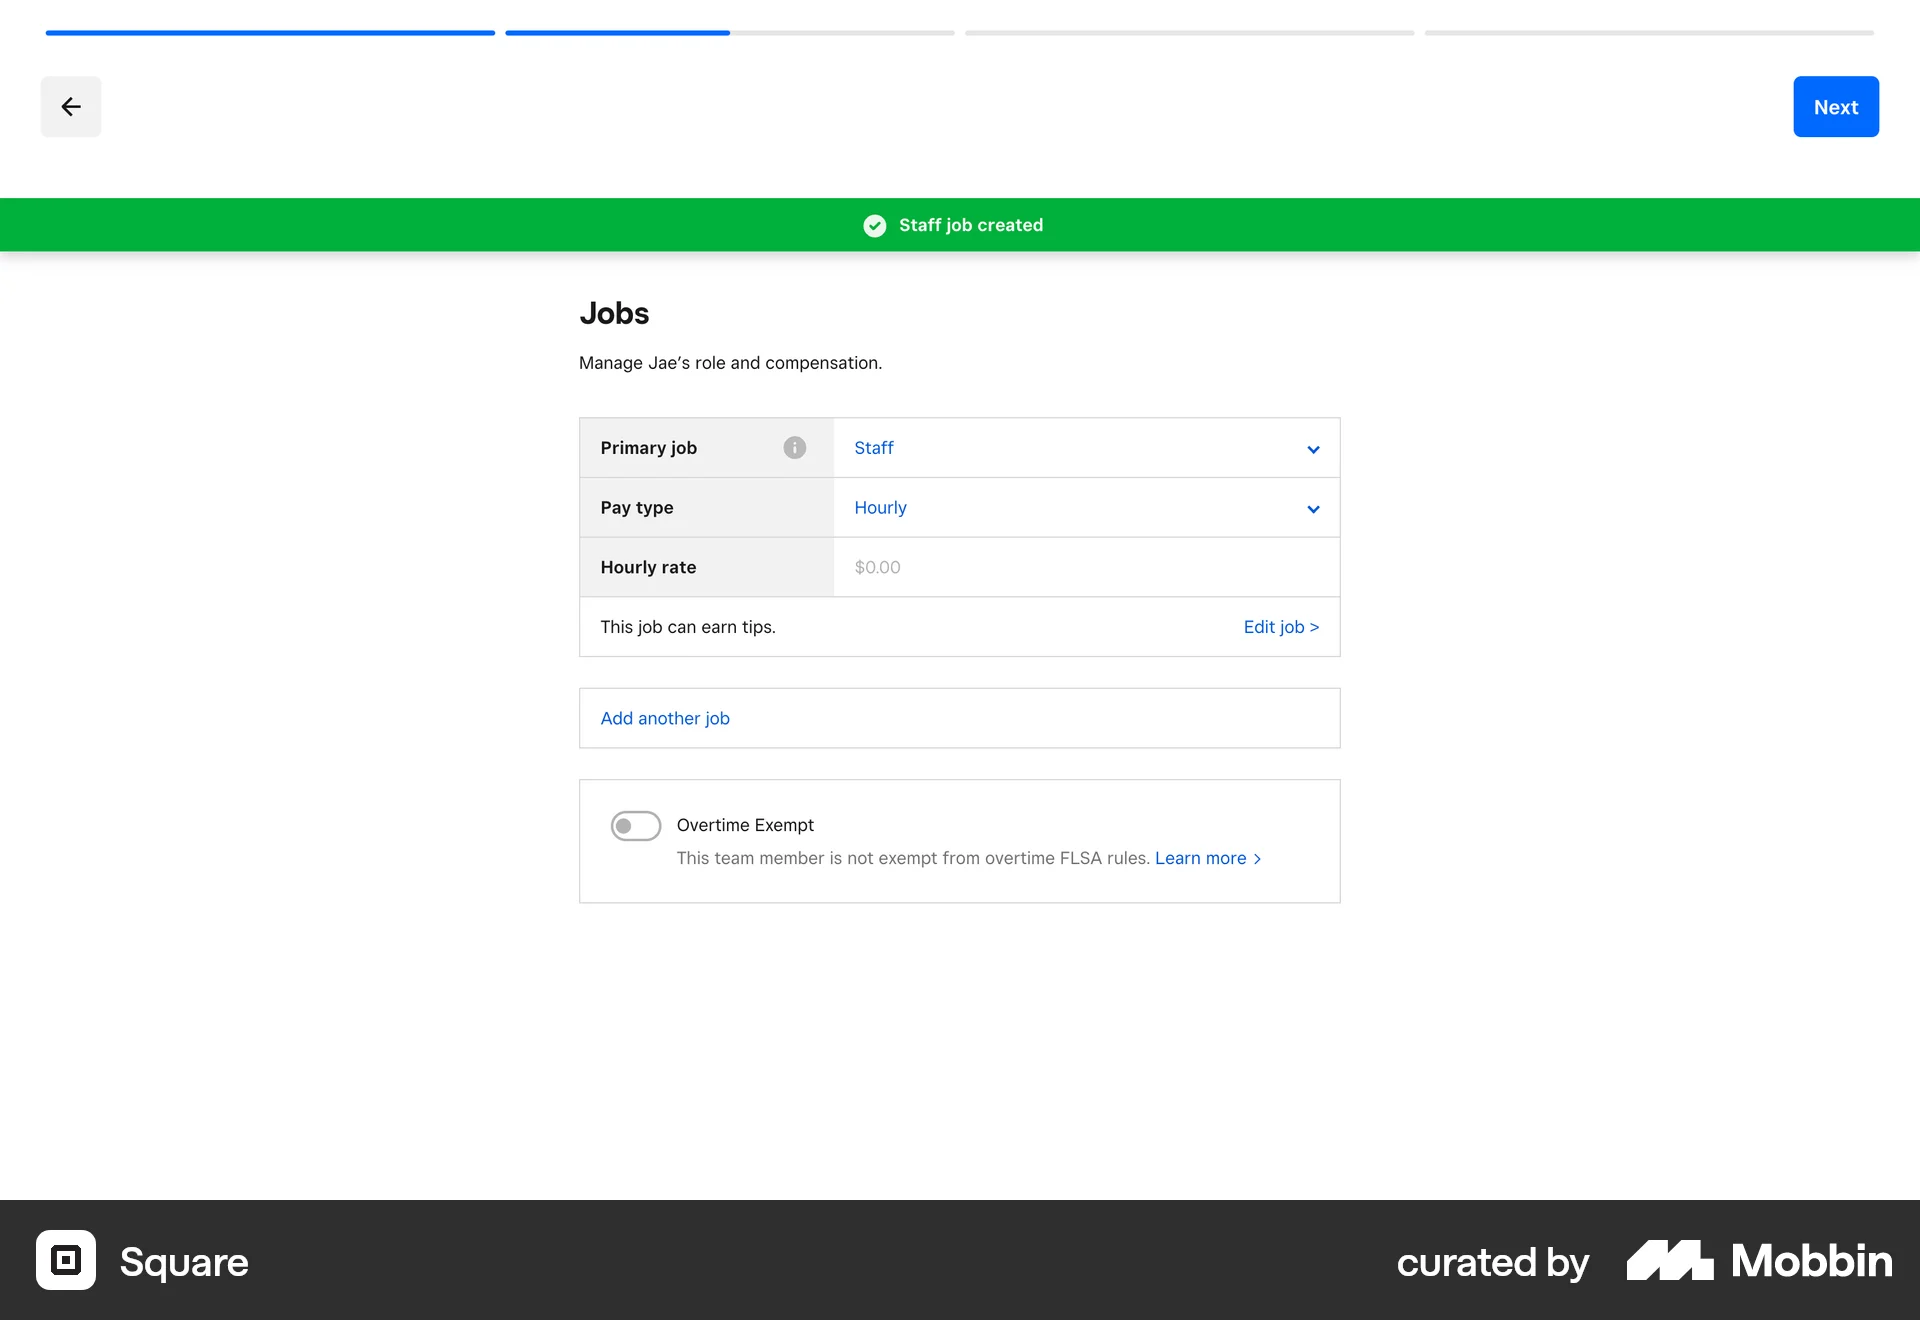 Next
Staff job created
Jobs
Manage Jae’s role and compensation.
Primary job
Staff
Pay type
Hourly
Hourly rate
$0.00
This job can earn tips.
Edit job >
Add another job
Overtime Exempt
This team member is not exempt from overtime FLSA rules. Learn more >
Square
curated by
Mobbin